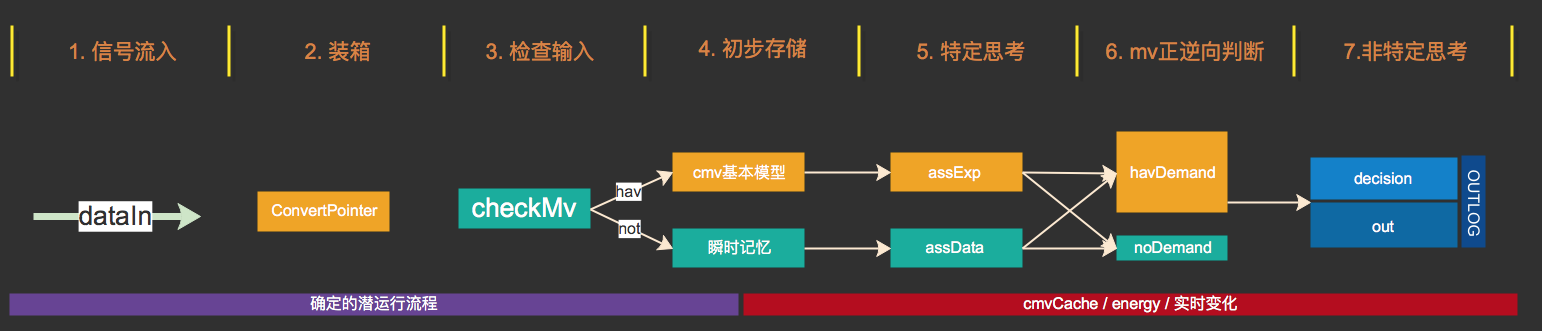 1. 信号流入
2. 装箱
3. 检查输入
4. 初步存储
5. 特定思考
6. mv正逆向判断
7.非特定思考
dataIn
ConvertPointer
checkMv
hav
not
cmv基本模型
瞬时记忆
assExp
assData
havDemand
noDemand
decision
out
OUTLOG
确定的潜运行流程
cmvCache / energy / 实时变化